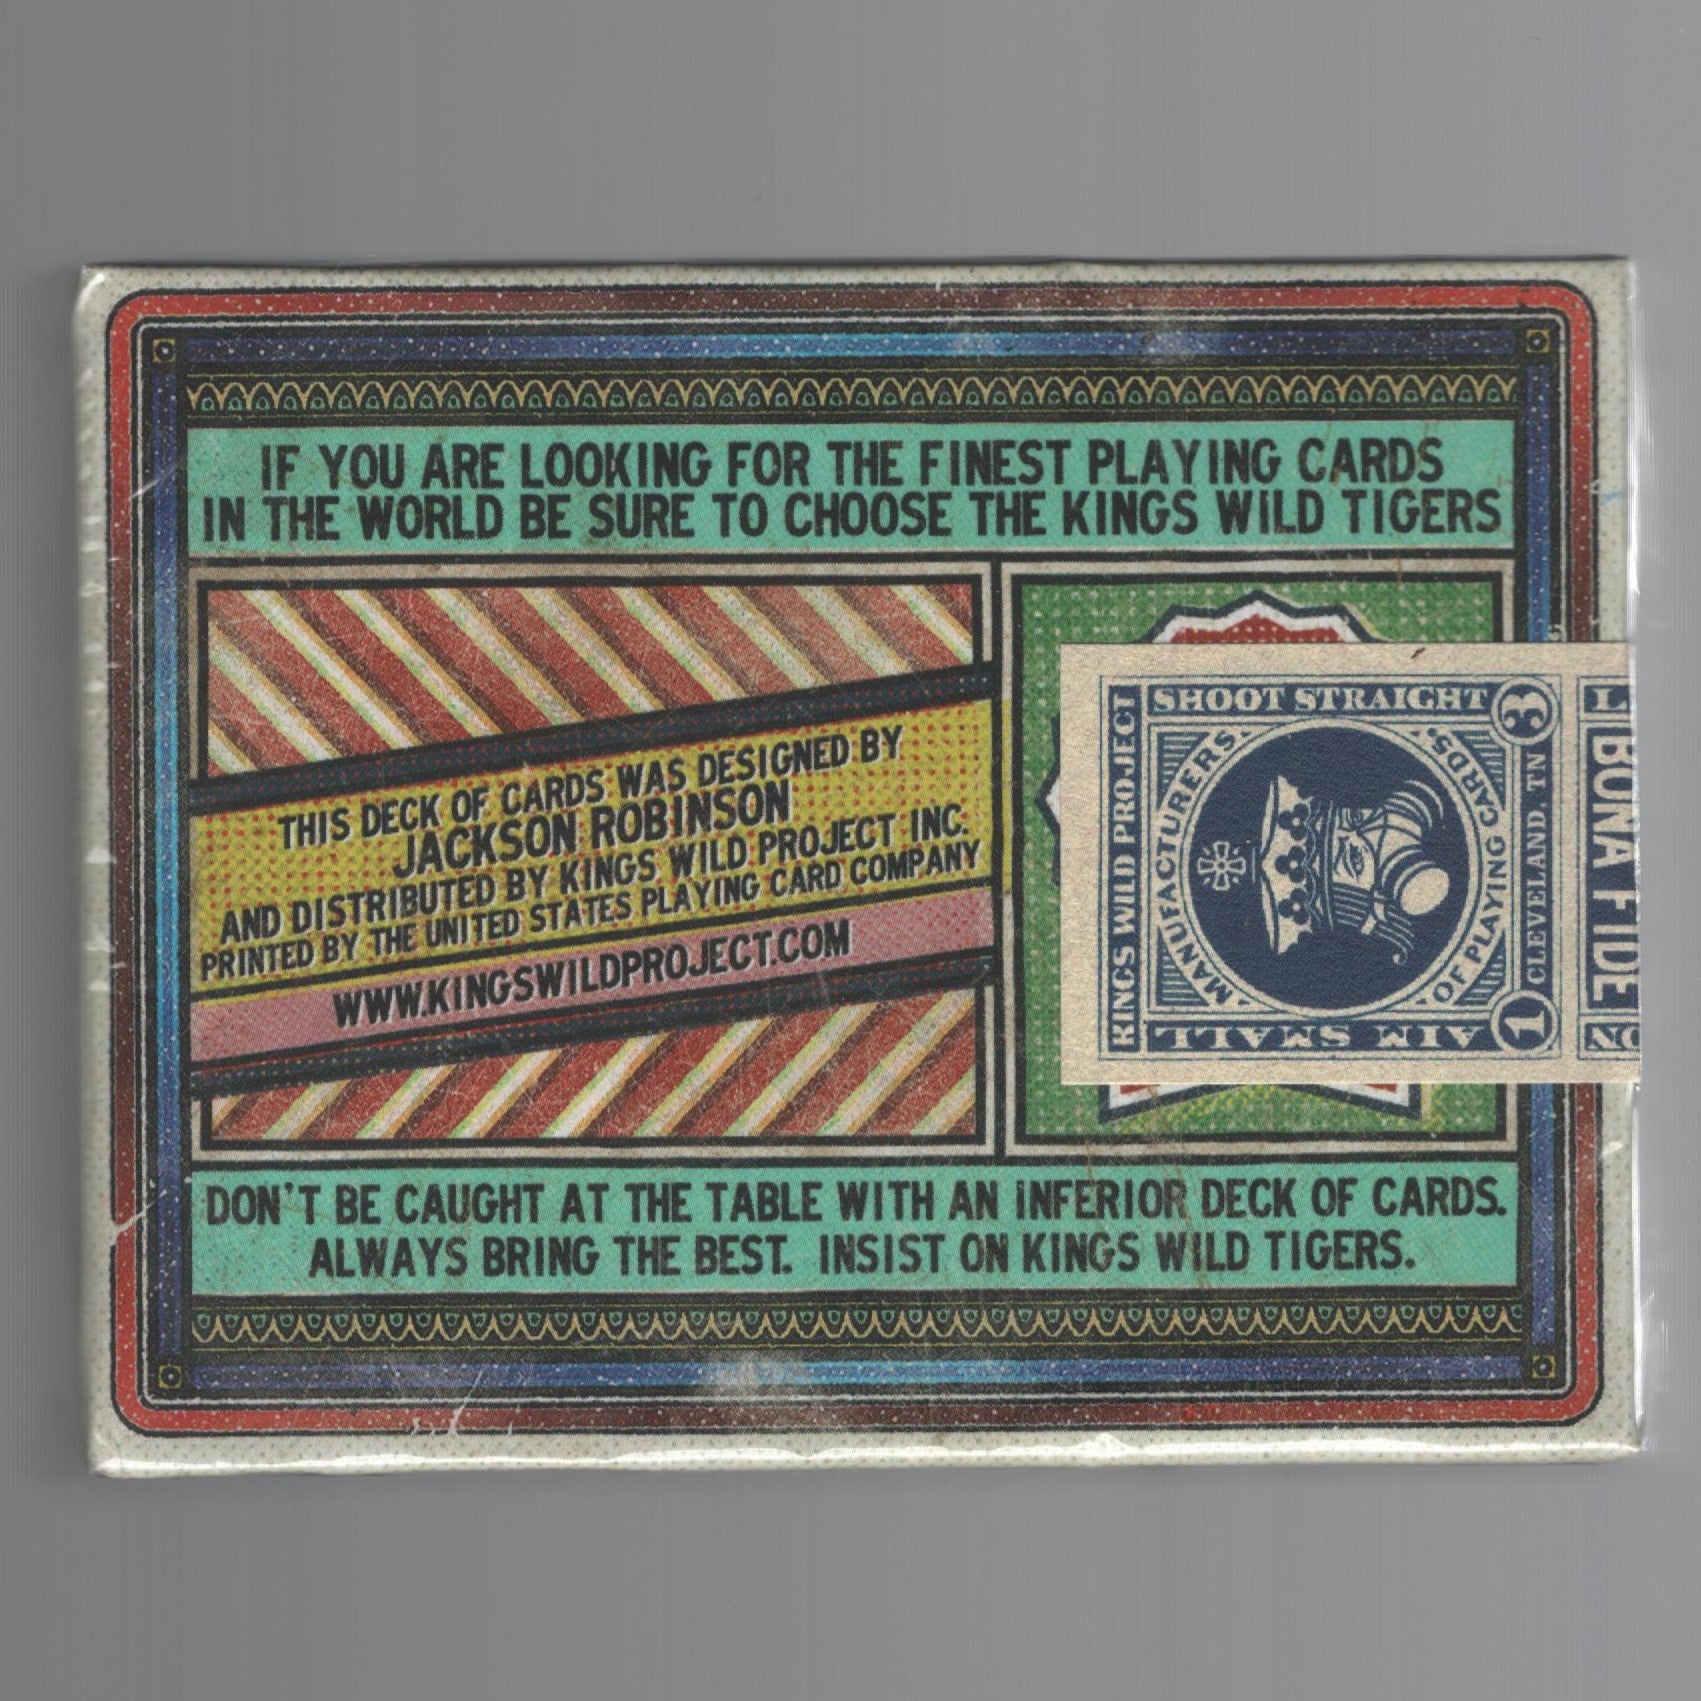 IF YOU ARE LOOKING FOR THE FINEST PLAYING CARDS
IN THE WORLD BE SURE TO CHOOSE THE KINGS WILD TIGERS
THIS DECK OF CARDS WAS DESIGNED BY
JACKSON ROBINSON
AND DISTRIBUTED BY KINGS WILD PROJECT INC.
PRINTED BY THE UNITED STATES PLAYING CARD COMPANY
WWW.KINGSWILDPROJECT.COM
KINGS WILD PROJECT
SHOOT STRAIGHT
MANUFACTURERS
OF PLAYING CARDS.
AIM SMALL
3
CLEVELAND, TN
1
BONA FIDE
DON'T BE CAUGHT AT THE TABLE WITH AN INFERIOR DECK OF CARDS.
ALWAYS BRING THE BEST. INSIST ON KINGS WILD TIGERS.